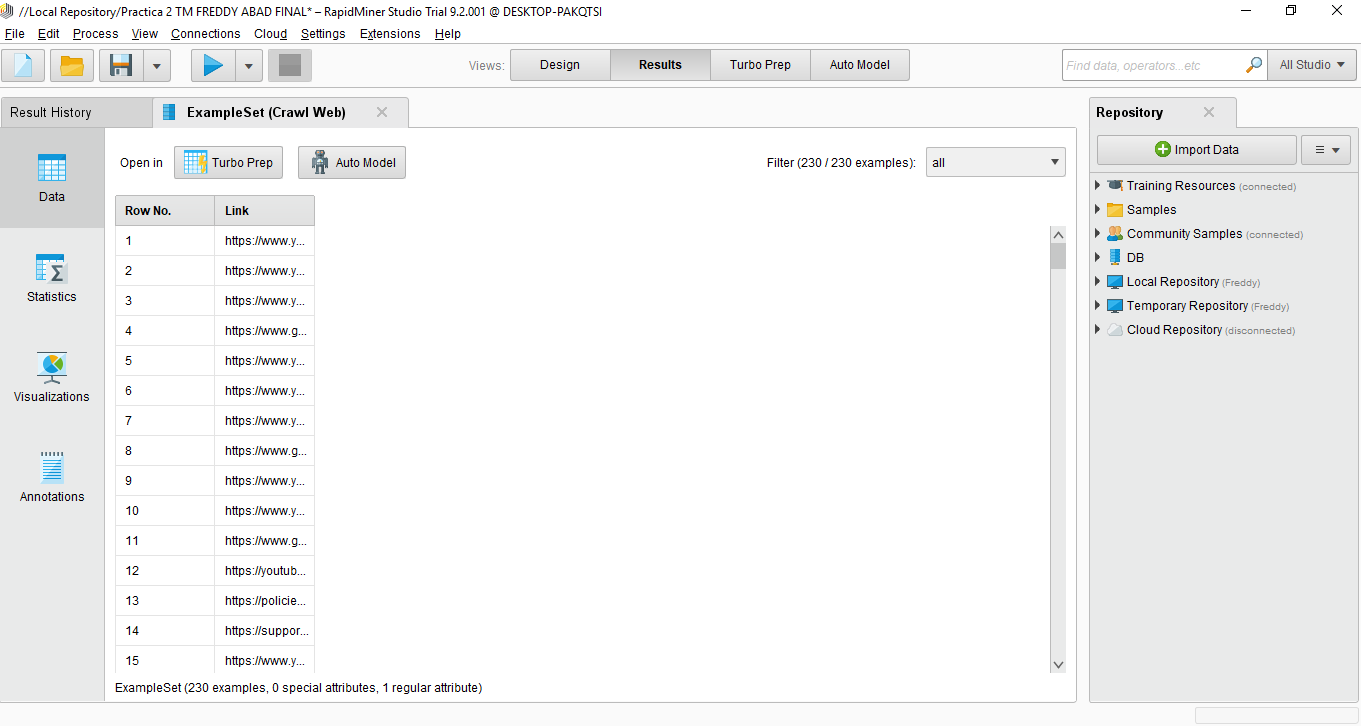 //Local Repository/Practica 2 TM FREDDY ABAD FINAL* – RapidMiner Studio Trial 9.2.001 @ DESKTOP-PAKQTSI
File Edit Process View Connections Cloud Settings Extensions Help
Views: Design Results Turbo Prep Auto Model Find data, operators...etc All Studio
Result History ExampleSet (Crawl Web)
Open in Turbo Prep Auto Model Filter (230 / 230 examples): all
Data
Statistics
Visualizations
Annotations
Row No. Link
1 https://www.y...
2 https://www.y...
3 https://www.y...
4 https://www.g...
5 https://www.y...
6 https://www.y...
7 https://www.y...
8 https://www.g...
9 https://www.y...
10 https://www.y...
11 https://www.g...
12 https://youtub...
13 https://policie...
14 https://suppor...
15 https://www.y...
ExampleSet (230 examples, 0 special attributes, 1 regular attribute)
Repository
Import Data
Training Resources (connected)
Samples
Community Samples (connected)
DB
Local Repository (Freddy)
Temporary Repository (Freddy)
Cloud Repository (disconnected)